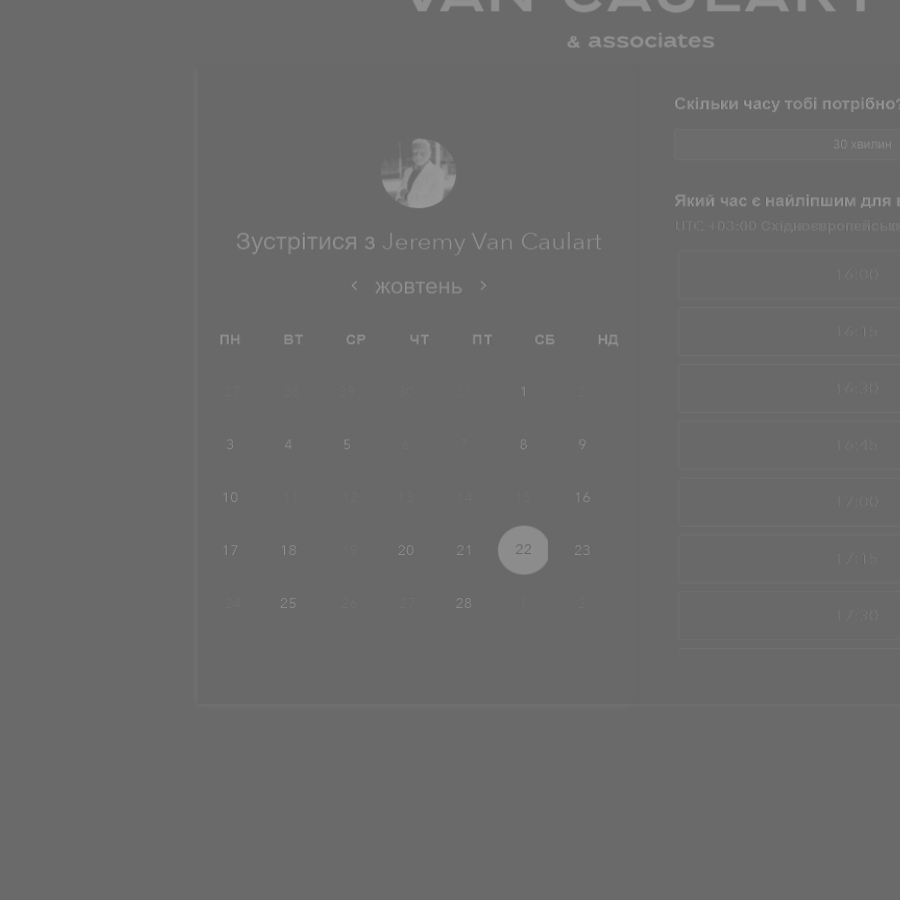 VAN CAULART
& associates
Зустрітися з Jeremy Van Caulart
жовтень
ПН ВТ СР ЧТ ПТ СБ НД
27 28 29 30 31 1 2
3 4 5 6 7 8 9
10 11 12 13 14 15 16
17 18 19 20 21 22 23
24 25 26 27 28 1 2
Скільки часу тобі потрібно?
30 хвилин
Який час є найліпшим для
UTC +03:00
16:00
16:15
16:30
16:45
17:00
17:15
17:30